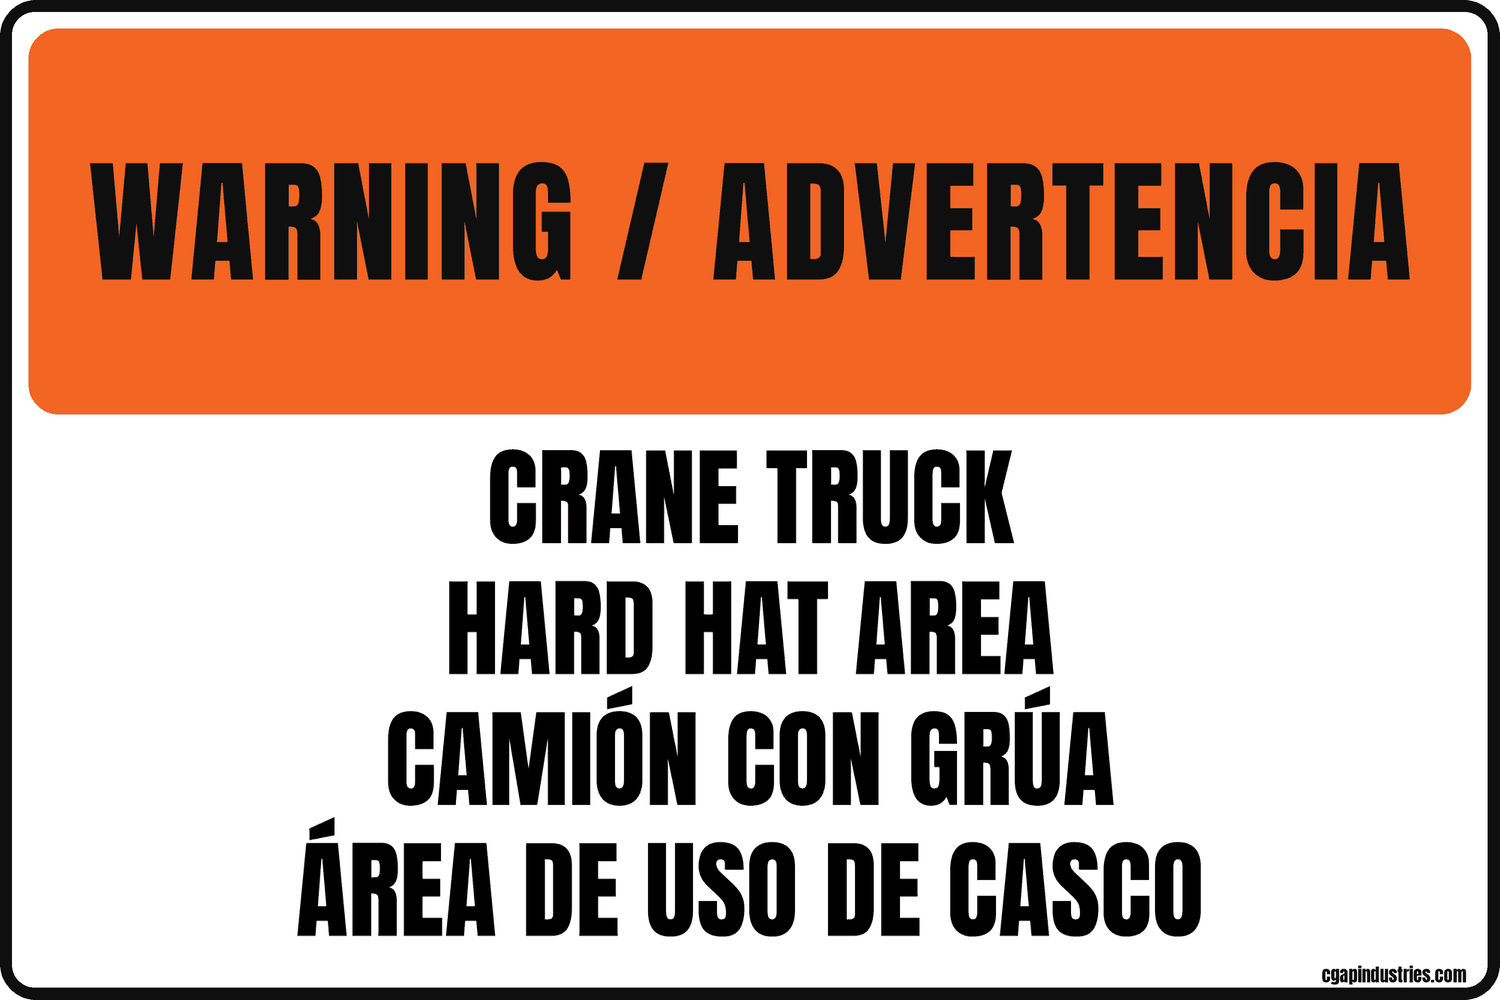 WARNING / ADVERTENCIA
CRANE TRUCK
HARD HAT AREA
CAMIÓN CON GRÚA
ÁREA DE USO DE CASCO
cgapindustries.com